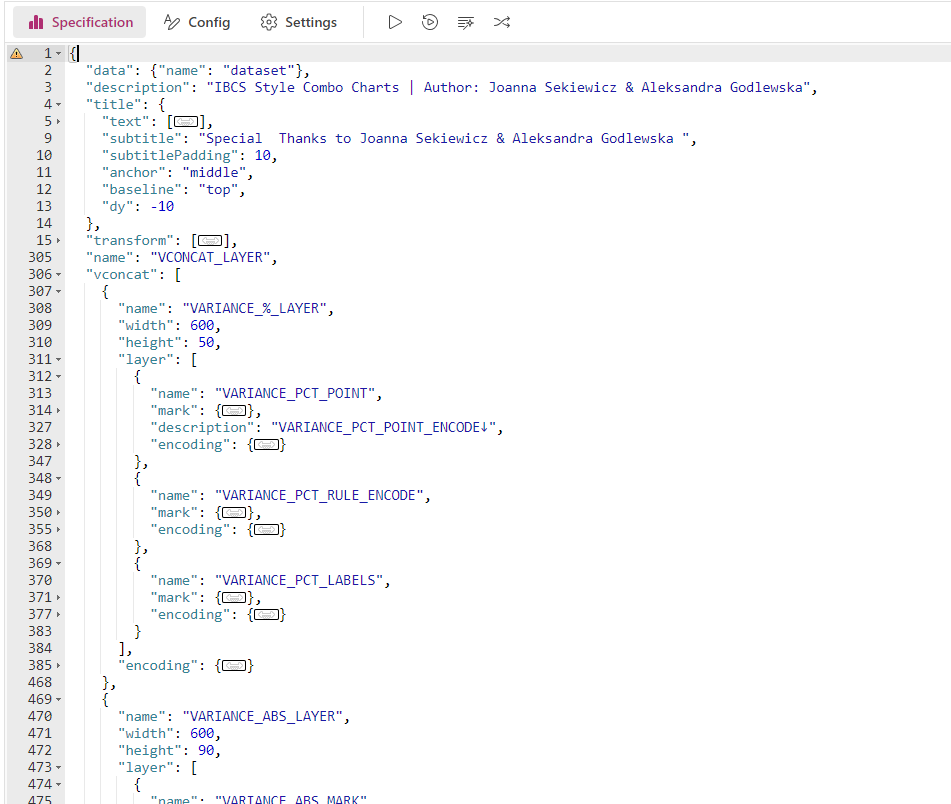 Specification Config Settings
1 {
2 "data": {"name": "dataset"},
3 "description": "IBCS Style Combo Charts | Author: Joanna Sekiewicz & Aleksandra Godlewska",
4 "title": {
5 "text": [],
9 "subtitle": "Special  Thanks to Joanna Sekiewicz & Aleksandra Godlewska ",
10 "subtitlePadding": 10,
11 "anchor": "middle",
12 "baseline": "top",
13 "dy": -10
14 },
15 "transform": [],
305 "name": "VCONCAT_LAYER",
306 "vconcat": [
307 {
308 "name": "VARIANCE_%_LAYER",
309 "width": 600,
310 "height": 50,
311 "layer": [
312 {
313 "name": "VARIANCE_PCT_POINT",
314 "mark": {},
327 "description": "VARIANCE_PCT_POINT_ENCODE↓",
328 "encoding": {}
347 },
348 {
349 "name": "VARIANCE_PCT_RULE_ENCODE",
350 "mark": {},
355 "encoding": {}
368 },
369 {
370 "name": "VARIANCE_PCT_LABELS",
371 "mark": {},
377 "encoding": {}
383 }
384 ],
385 "encoding": {}
468 },
469 {
470 "name": "VARIANCE_ABS_LAYER",
471 "width": 600,
472 "height": 90,
473 "layer": [
474 {
475 "name": "VARIANCE_ABS_MARK"